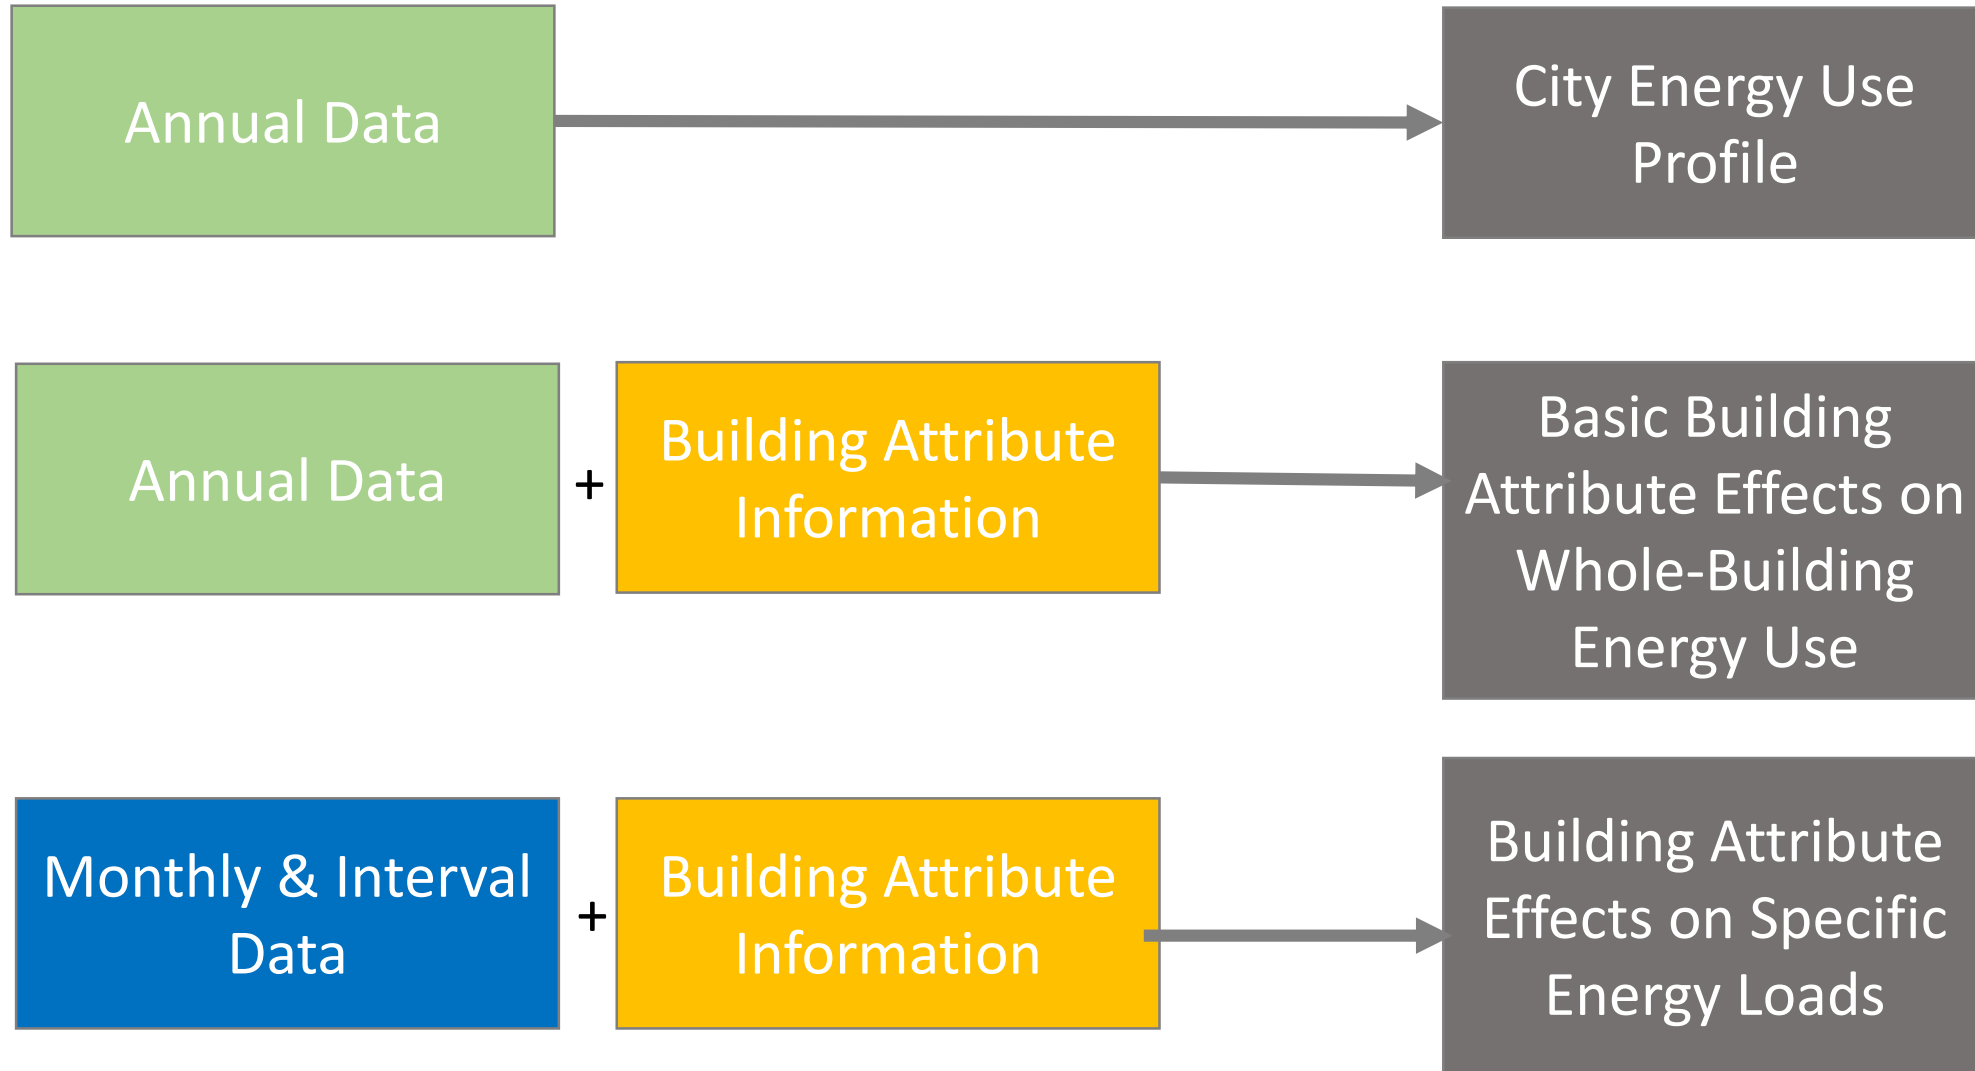 Annual Data
City Energy Use
Profile
Annual Data
+
Building Attribute
Information
Basic Building
Attribute Effects on
Whole-Building
Energy Use
Monthly & Interval
Data
+
Building Attribute
Information
Building Attribute
Effects on Specific
Energy Loads